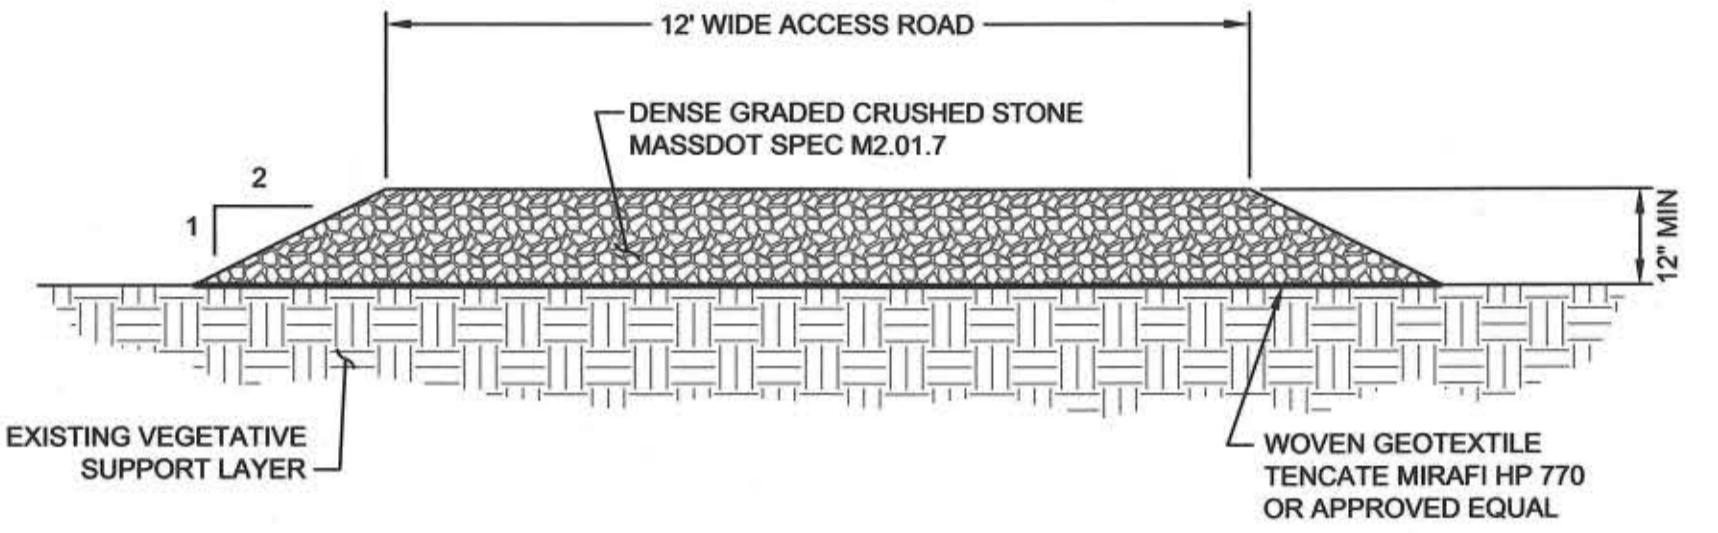 12' WIDE ACCESS ROAD
DENSE GRADED CRUSHED STONE
MASSDOT SPEC M2.01.7
2
1
12" MIN
EXISTING VEGETATIVE
SUPPORT LAYER
WOVEN GEOTEXTILE
TENCATE MIRAFI HP 770
OR APPROVED EQUAL